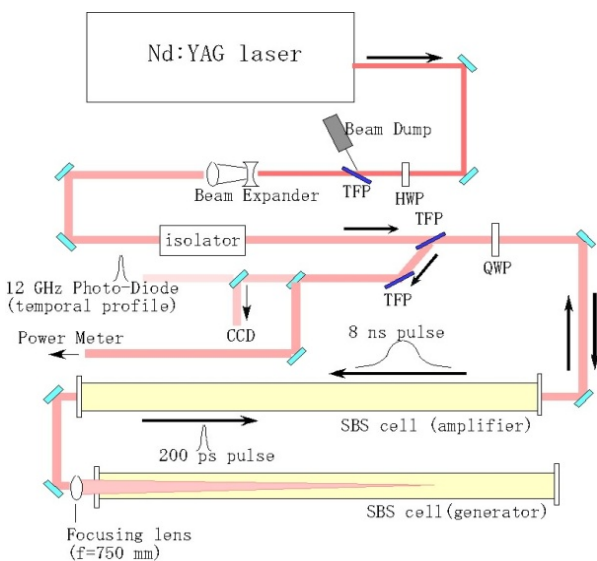 Nd:YAG laser
Beam Dump
Beam Expander
TFP
HWP
TFP
isolator
QWP
12 GHz Photo-Diode
(temporal profile)
TFP
CCD
Power Meter
8 ns pulse
SBS cell (amplifier)
200 ps pulse
SBS cell(generator)
Focusing lens
(f=750 mm)